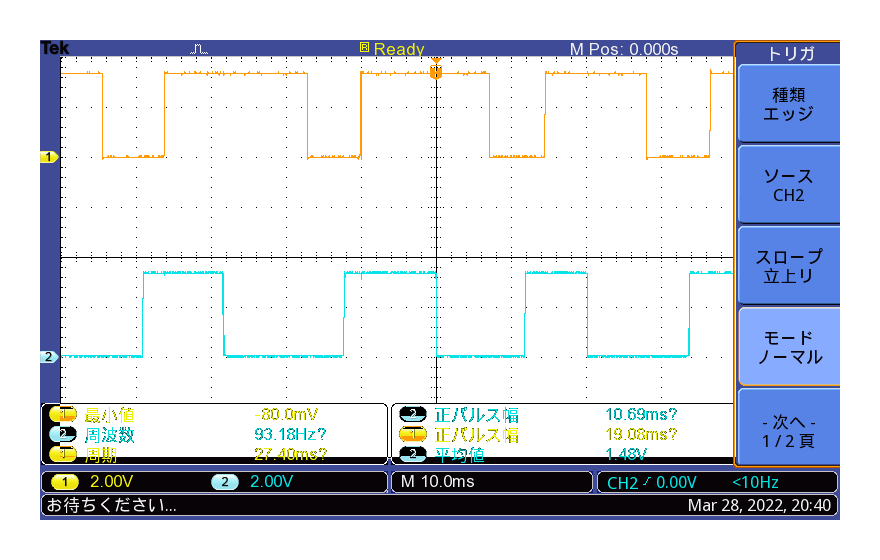 Tek
R Ready
M Pos: 0.000s
トリガ
種類
エッジ
ソース
CH2
スロープ
立上り
モード
ノーマル
- 次へ -
1 / 2 頁
1
2
1 最小値 -80.0mV
2 周波数 93.18Hz?
1 周期 27.40ms?
2 正パルス幅 10.69ms?
1 正パルス幅 19.08ms?
2 平均値 1.48V
1 2.00V 2 2.00V M 10.0ms CH2 0.00V <10Hz
お待ちください... Mar 28, 2022, 20:40